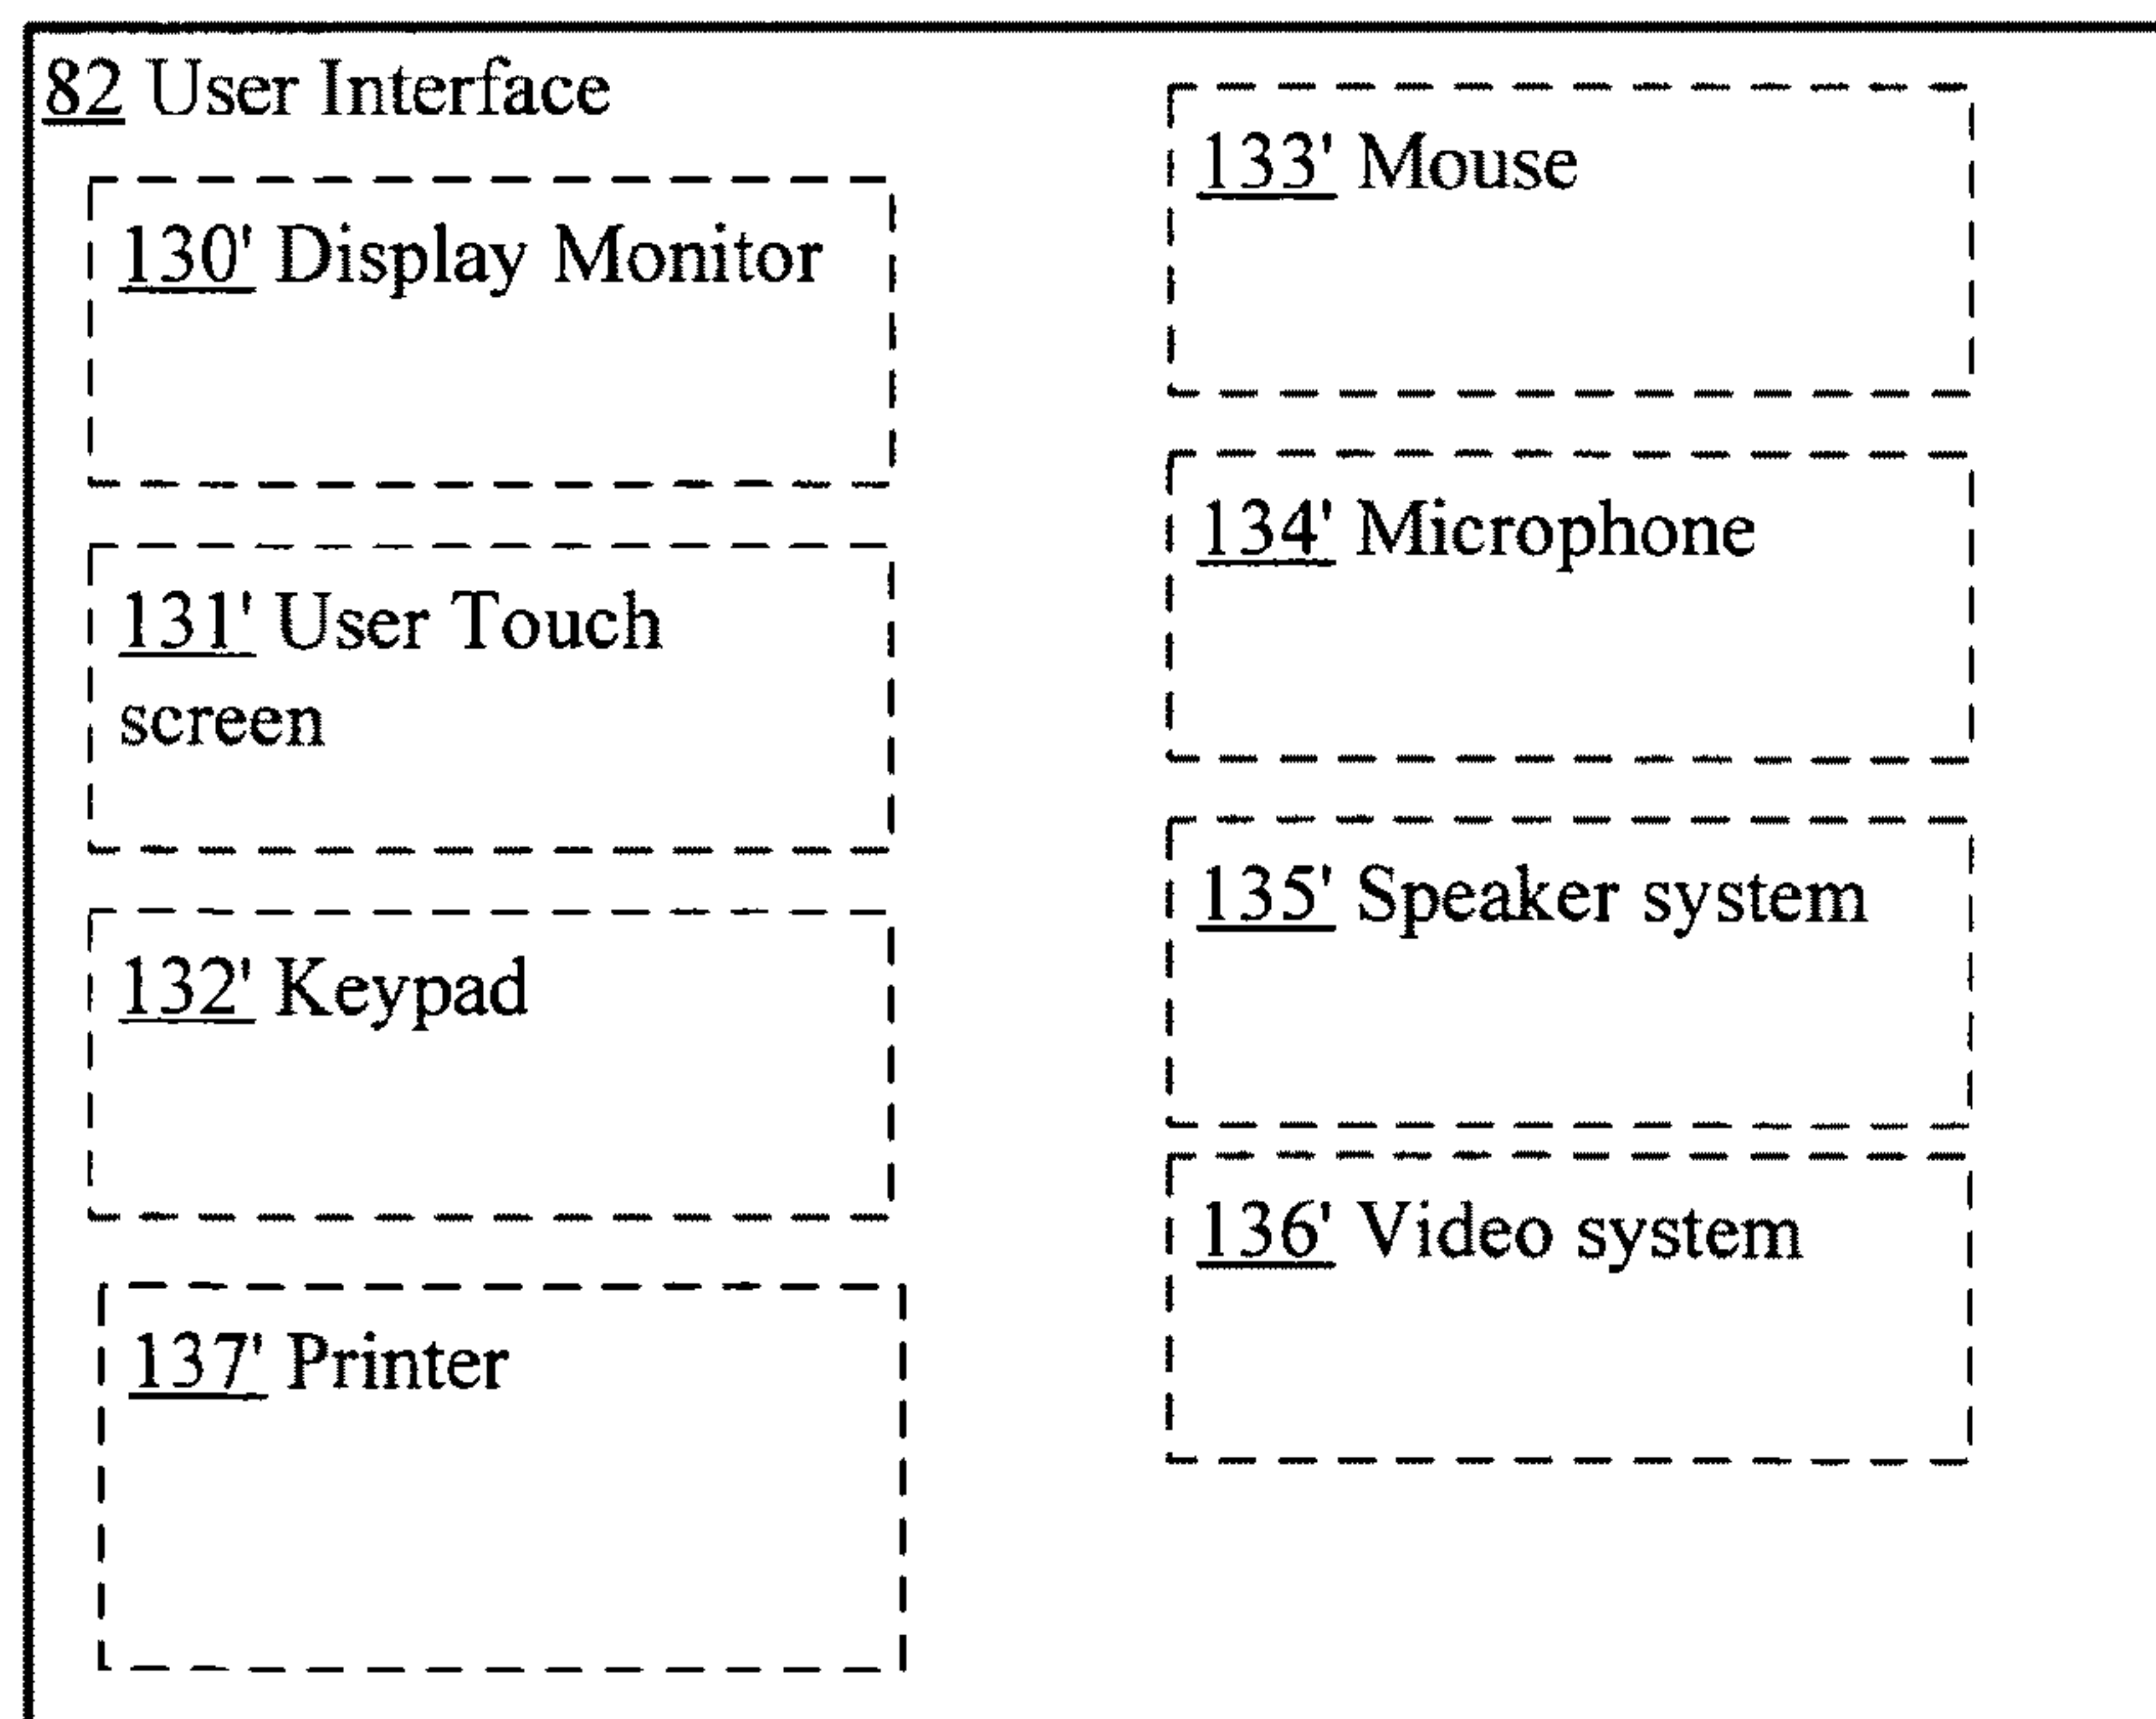 82 User Interface
130' Display Monitor
131' User Touch
screen
132' Keypad
137' Printer
133' Mouse
134' Microphone
135' Speaker system
136' Video system